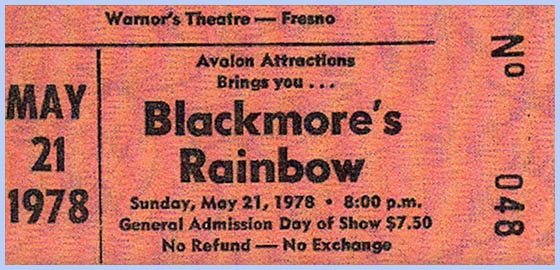 Warnor's Theatre — Fresno
MAY
21
1978
Avalon Attractions
Brings you . . .
Blackmore's
Rainbow
Sunday, May 21, 1978 • 8:00 p.m.
General Admission Day of Show $7.50
No Refund — No Exchange
Nº 048